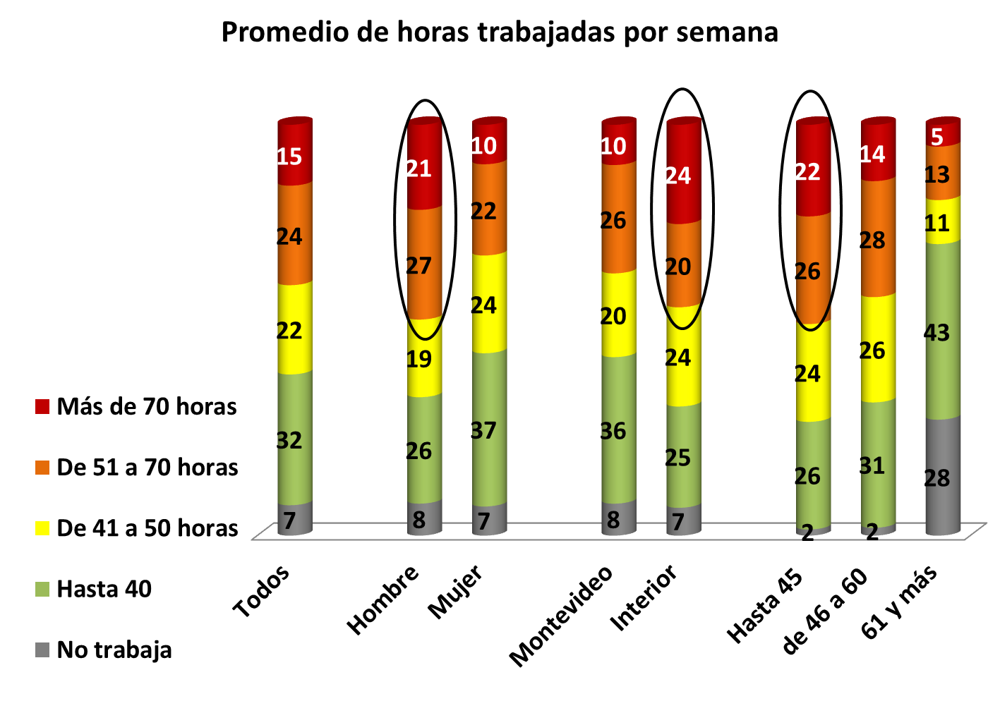 Promedio de horas trabajadas por semana
15 21 10 10 24 22 14 5
24 27 22 26 20 26 28 13
22 19 24 20 24 24 26 11
32 26 37 36 25 26 31 43
7 8 7 8 7 2 2 28
Más de 70 horas
De 51 a 70 horas
De 41 a 50 horas
Hasta 40
No trabaja
Todos
Hombre
Mujer
Montevideo
Interior
Hasta 45
de 46 a 60
61 y más